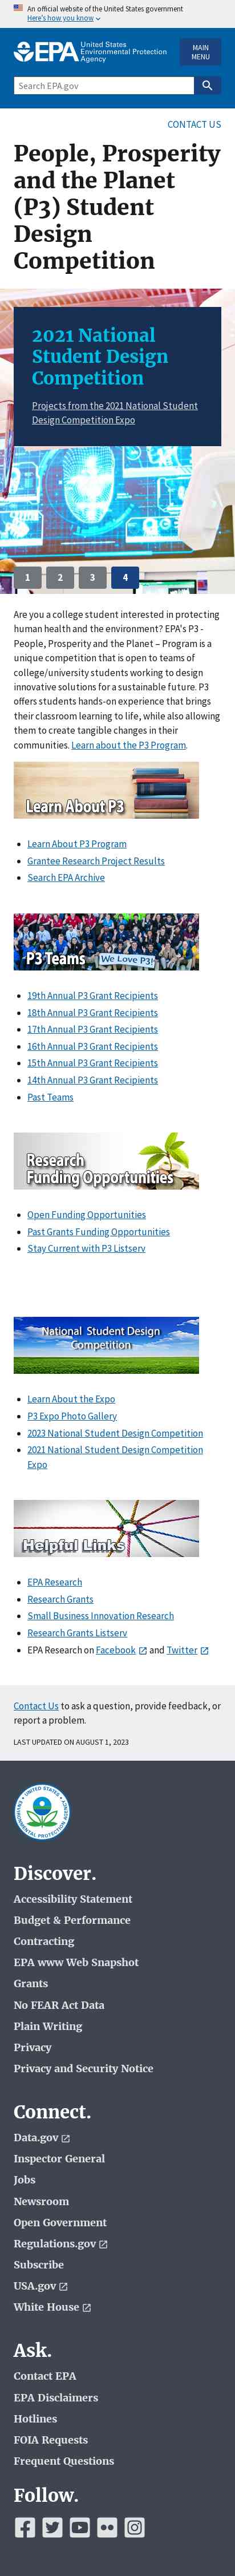 An official website of the United States government
Here's how you know
EPA United States
Environmental Protection
Agency
MAIN
MENU
Search EPA.gov
CONTACT US
People, Prosperity
and the Planet
(P3) Student
Design
Competition
2021 National
Student Design
Competition
Projects from the 2021 National Student
Design Competition Expo
1 2 3 4
Are you a college student interested in protecting
human health and the environment? EPA's P3 -
People, Prosperity and the Planet – Program is a
unique competition that is open to teams of
college/university students working to design
innovative solutions for a sustainable future. P3
offers students hands-on experience that brings
their classroom learning to life, while also allowing
them to create tangible changes in their
communities. Learn about the P3 Program.
Learn About P3
Learn About P3 Program
Grantee Research Project Results
Search EPA Archive
P3 Teams
We Love P3!
19th Annual P3 Grant Recipients
18th Annual P3 Grant Recipients
17th Annual P3 Grant Recipients
16th Annual P3 Grant Recipients
15th Annual P3 Grant Recipients
14th Annual P3 Grant Recipients
Past Teams
Research
Funding Opportunities
Open Funding Opportunities
Past Grants Funding Opportunities
Stay Current with P3 Listserv
National Student Design
Competition
Learn About the Expo
P3 Expo Photo Gallery
2023 National Student Design Competition
2021 National Student Design Competition
Expo
Helpful Links
EPA Research
Research Grants
Small Business Innovation Research
Research Grants Listserv
EPA Research on Facebook and Twitter
Contact Us to ask a question, provide feedback, or
report a problem.
LAST UPDATED ON AUGUST 1, 2023
UNITED STATES
ENVIRONMENTAL PROTECTION AGENCY
Discover.
Accessibility Statement
Budget & Performance
Contracting
EPA www Web Snapshot
Grants
No FEAR Act Data
Plain Writing
Privacy
Privacy and Security Notice
Connect.
Data.gov
Inspector General
Jobs
Newsroom
Open Government
Regulations.gov
Subscribe
USA.gov
White House
Ask.
Contact EPA
EPA Disclaimers
Hotlines
FOIA Requests
Frequent Questions
Follow.